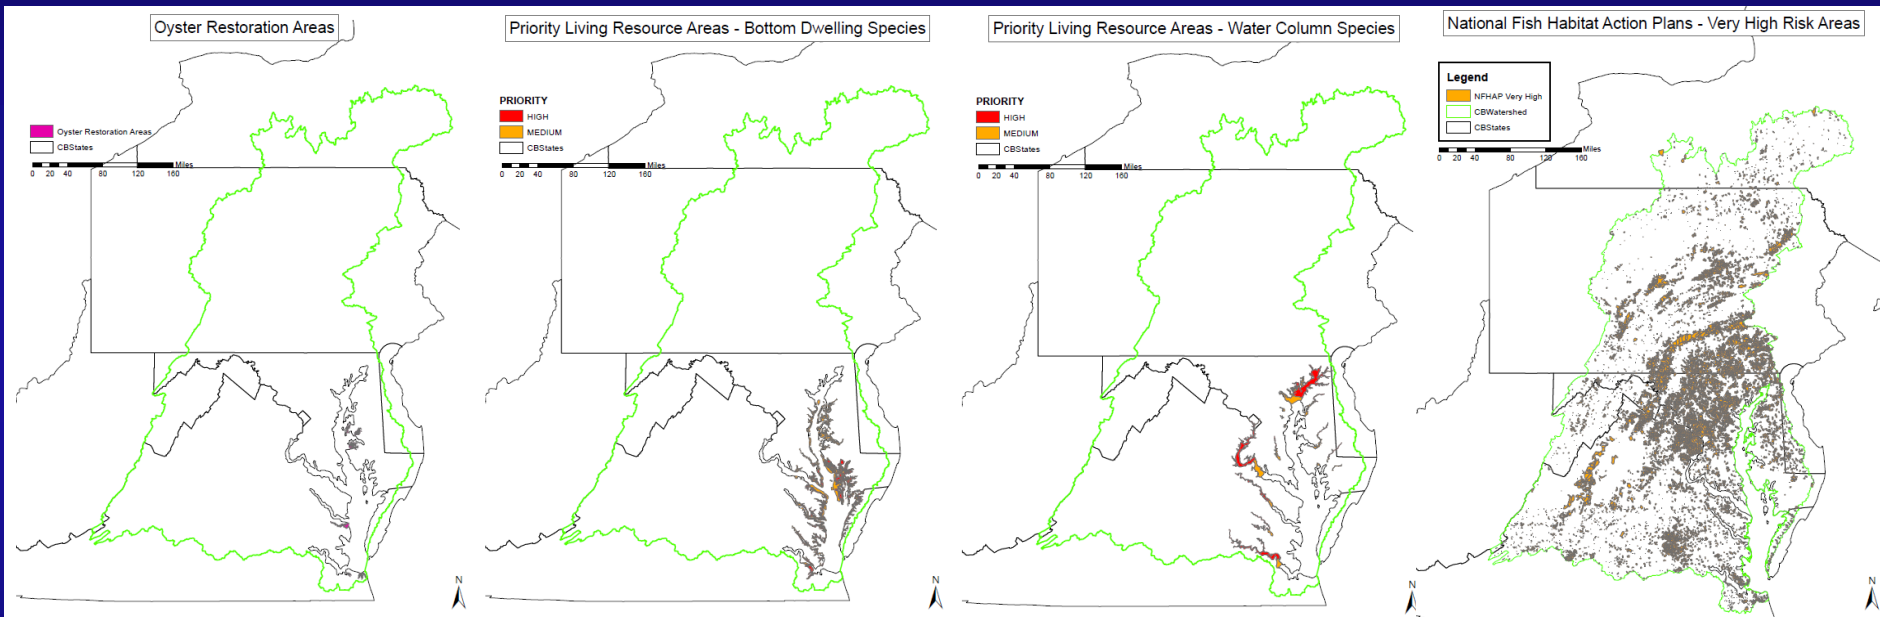 Oyster Restoration Areas
Oyster Restoration Areas
CBStates
Miles
0 20 40 80 120 160
N
Priority Living Resource Areas - Bottom Dwelling Species
PRIORITY
HIGH
MEDIUM
CBStates
Miles
0 20 40 80 120 160
N
Priority Living Resource Areas - Water Column Species
PRIORITY
HIGH
MEDIUM
CBStates
Miles
0 20 40 80 120 160
N
National Fish Habitat Action Plans - Very High Risk Areas
Legend
NFHAP Very High
CBWatershed
CBStates
Miles
0 20 40 80 120 160
N